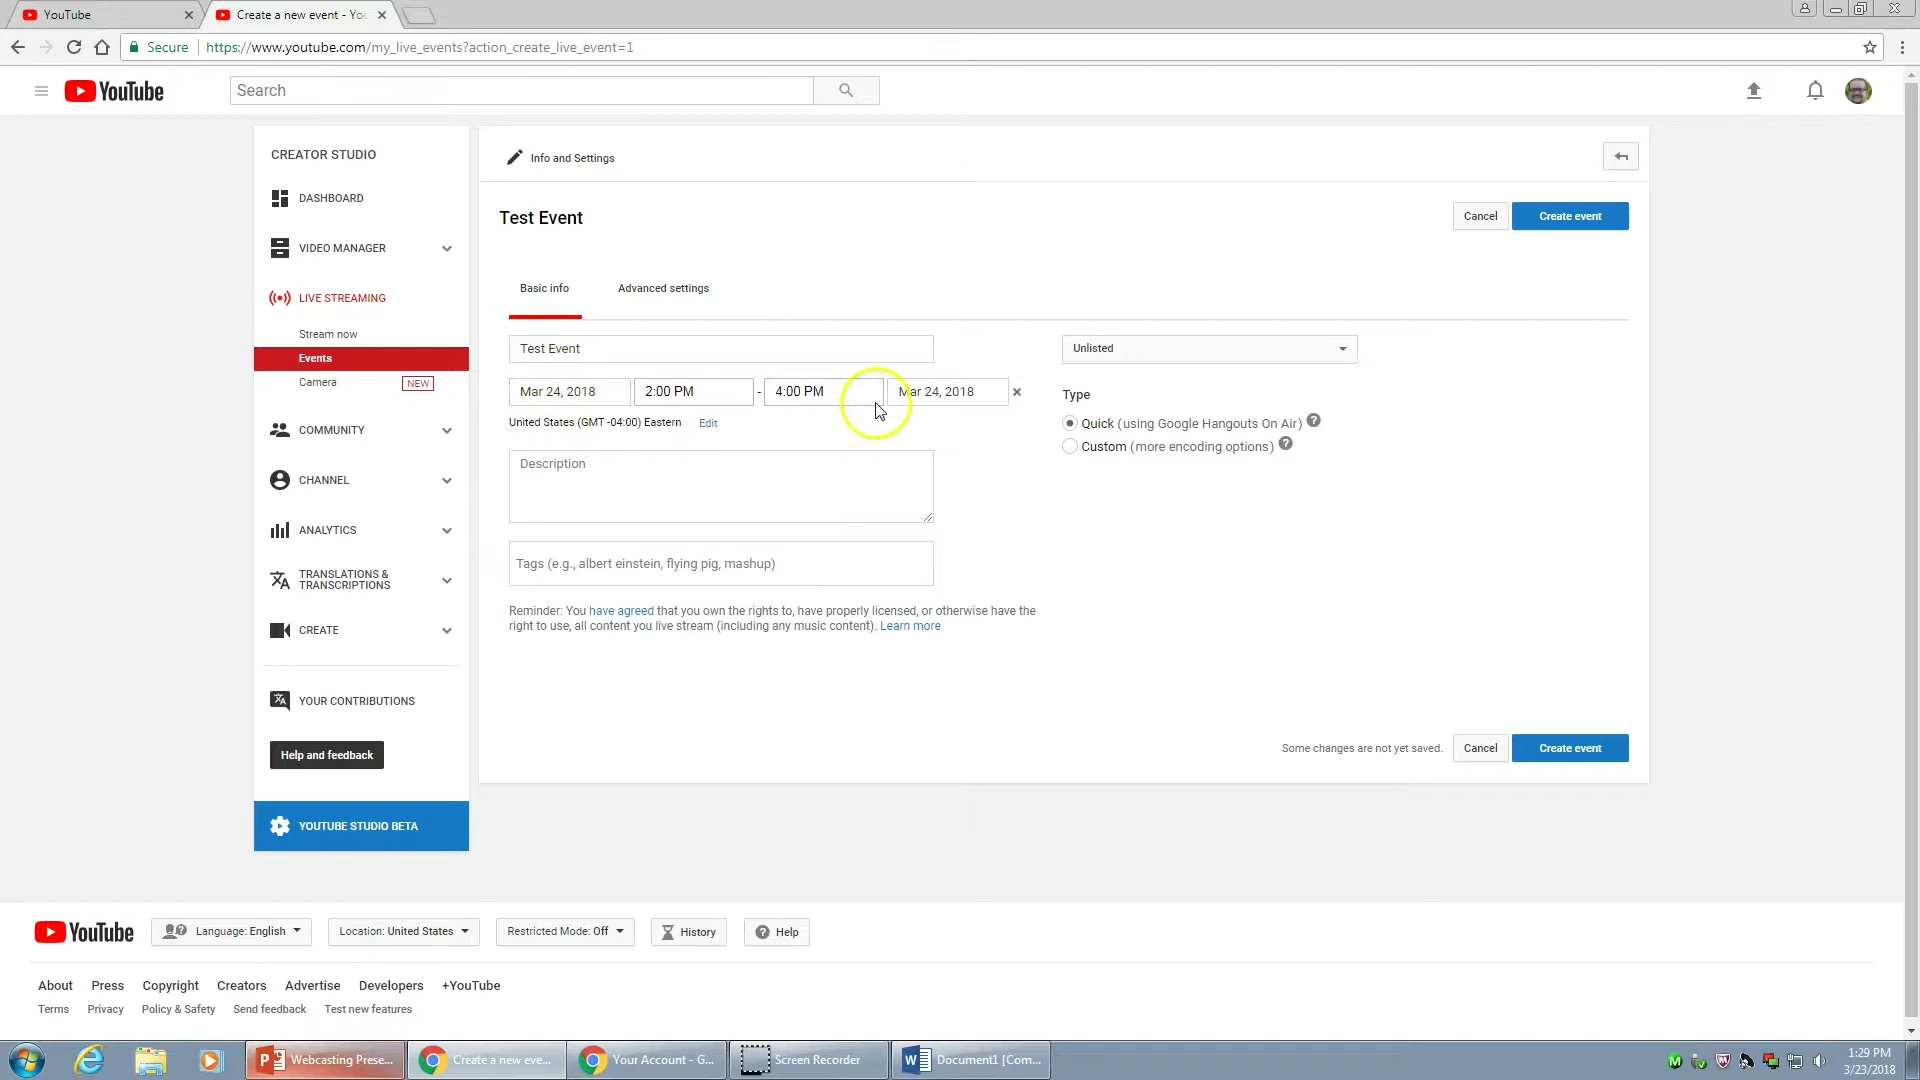 YouTube
Create a new event - You
Secure https://www.youtube.com/my_live_events?action_create_live_event=1
YouTube
Search
CREATOR STUDIO
DASHBOARD
VIDEO MANAGER
LIVE STREAMING
Stream now
Events
Camera NEW
COMMUNITY
CHANNEL
ANALYTICS
TRANSLATIONS &
TRANSCRIPTIONS
CREATE
YOUR CONTRIBUTIONS
Help and feedback
YOUTUBE STUDIO BETA
Info and Settings
Test Event
Cancel Create event
Basic info Advanced settings
Test Event
Unlisted
Mar 24, 2018 2:00 PM - 4:00 PM Mar 24, 2018
United States (GMT -04:00) Eastern Edit
Type
Quick (using Google Hangouts On Air)
Custom (more encoding options)
Description
Tags (e.g., albert einstein, flying pig, mashup)
Reminder: You have agreed that you own the rights to, have properly licensed, or otherwise have the
right to use, all content you live stream (including any music content). Learn more
Some changes are not yet saved. Cancel Create event
YouTube
Language: English Location: United States Restricted Mode: Off History Help
About Press Copyright Creators Advertise Developers +YouTube
Terms Privacy Policy & Safety Send feedback Test new features
Webcasting Prese... Create a new eve... Your Account - G... Screen Recorder Document1 [Com...
1:29 PM
3/23/2018